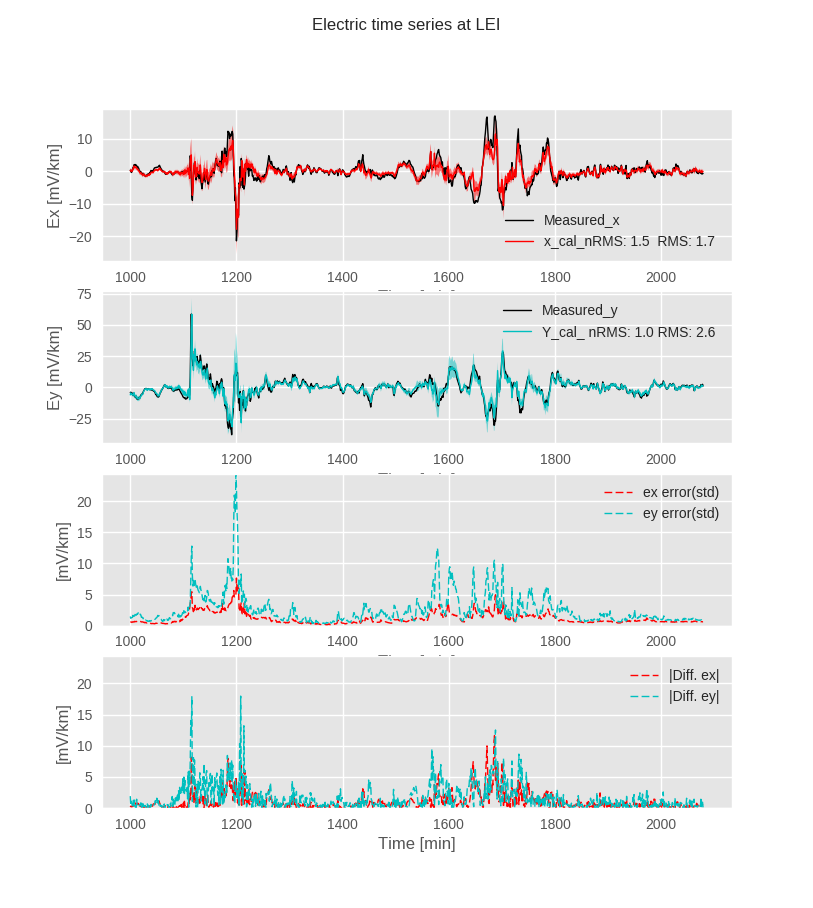 Electric time series at LEI
Ex [mV/km]
10
0
−10
−20
Measured_x
x_cal_nRMS: 1.5 RMS: 1.7
1000 1200 1400 1600 1800 2000
Ey [mV/km]
75
50
25
0
−25
Measured_y
Y_cal_ nRMS: 1.0 RMS: 2.6
1000 1200 1400 1600 1800 2000
[mV/km]
20
15
10
5
0
ex error(std)
ey error(std)
1000 1200 1400 1600 1800 2000
[mV/km]
20
15
10
5
0
|Diff. ex|
|Diff. ey|
1000 1200 1400 1600 1800 2000
Time [min]